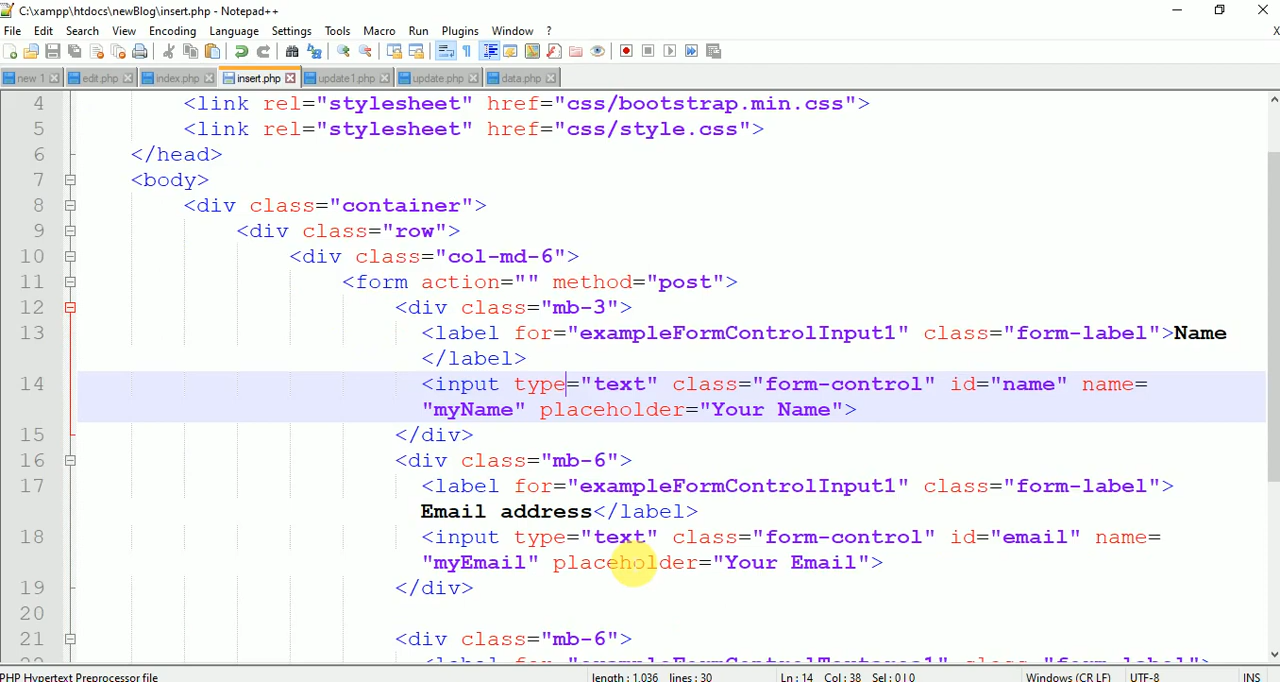 C:\xampp\htdocs\newBlog\insert.php - Notepad++
File Edit Search View Encoding Language Settings Tools Macro Run Plugins Window ? X
new 1 edit.php index.php insert.php update1.php update.php data.php
4 <link rel="stylesheet" href="css/bootstrap.min.css">
5 <link rel="stylesheet" href="css/style.css">
6 </head>
7 <body>
8 <div class="container">
9 <div class="row">
10 <div class="col-md-6">
11 <form action="" method="post">
12 <div class="mb-3">
13 <label for="exampleFormControlInput1" class="form-label">Name
</label>
14 <input type="text" class="form-control" id="name" name=
"myName" placeholder="Your Name">
15 </div>
16 <div class="mb-6">
17 <label for="exampleFormControlInput1" class="form-label">
Email address</label>
18 <input type="text" class="form-control" id="email" name=
"myEmail" placeholder="Your Email">
19 </div>
20
21 <div class="mb-6">
22 <label for="exampleFormControlTextarea1" class="form-label">
PHP Hypertext Preprocessor file length : 1,036 lines : 30 Ln : 14 Col : 38 Sel : 0 | 0 Windows (CR LF) UTF-8 INS